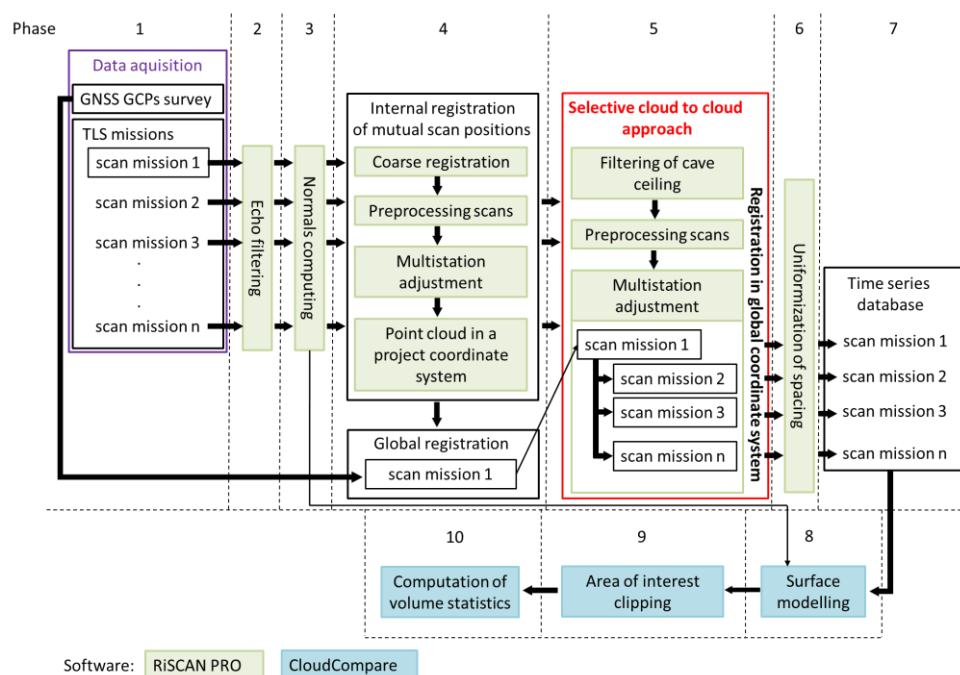 Phase 1 2 3 4 5 6 7
Data aquisition
GNSS GCPs survey
TLS missions
scan mission 1
scan mission 2
scan mission 3
.
.
.
scan mission n
Echo filtering
Normals computing
Internal registration
of mutual scan positions
Coarse registration
Preprocessing scans
Multistation
adjustment
Point cloud in a
project coordinate
system
Global registration
scan mission 1
Selective cloud to cloud
approach
Filtering of cave
ceiling
Preprocessing scans
Multistation
adjustment
scan mission 1
scan mission 2
scan mission 3
scan mission n
Registration in global coordinate system
Uniformization of spacing
Time series
database
scan mission 1
scan mission 2
scan mission 3
scan mission n
10 9 8
Computation of
volume statistics
Area of interest
clipping
Surface
modelling
Software: RiSCAN PRO CloudCompare